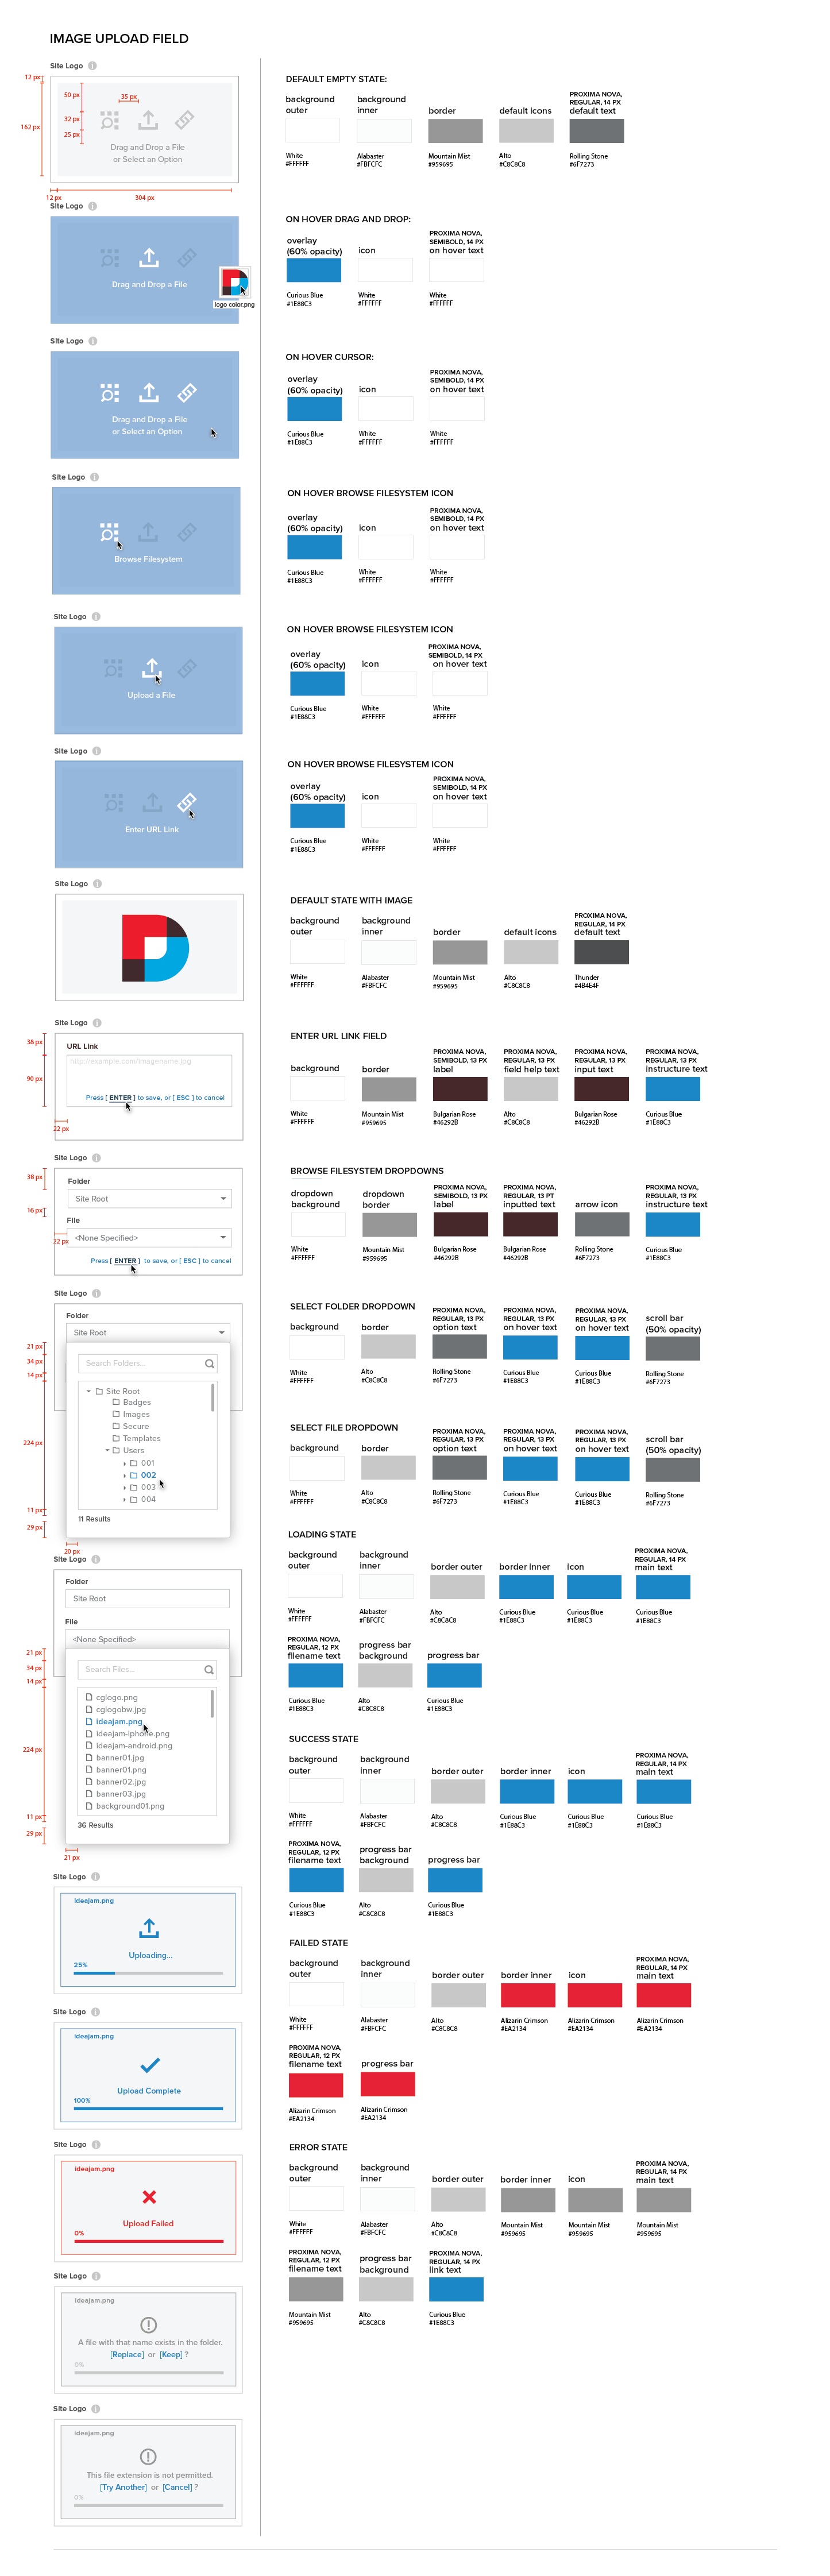 IMAGE UPLOAD FIELD
Site Logo
12 px
50 px
35 px
32 px
162 px
25 px
Drag and Drop a File
or Select an Option
12 px
304 px
DEFAULT EMPTY STATE:
background outer
background inner
border
default icons
PROXIMA NOVA, REGULAR, 14 PX
default text
White
#FFFFFF
Alabaster
#FBFCFC
Mountain Mist
#959695
Alto
#C8C8C8
Rolling Stone
#6F7273
Site Logo
Drag and Drop a File
logo color.png
ON HOVER DRAG AND DROP:
overlay
(60% opacity)
icon
PROXIMA NOVA,
SEMIBOLD, 14 PX
on hover text
Curious Blue
#1E88C3
White
#FFFFFF
White
#FFFFFF
Site Logo
Drag and Drop a File
or Select an Option
ON HOVER CURSOR:
overlay
(60% opacity)
icon
PROXIMA NOVA,
SEMIBOLD, 14 PX
on hover text
Curious Blue
#1E88C3
White
#FFFFFF
White
#FFFFFF
Site Logo
Browse Filesystem
ON HOVER BROWSE FILESYSTEM ICON
overlay
(60% opacity)
icon
PROXIMA NOVA,
SEMIBOLD, 14 PX
on hover text
Curious Blue
#1E88C3
White
#FFFFFF
White
#FFFFFF
Site Logo
Upload a File
ON HOVER BROWSE FILESYSTEM ICON
overlay
(60% opacity)
icon
PROXIMA NOVA,
SEMIBOLD, 14 PX
on hover text
Curious Blue
#1E88C3
White
#FFFFFF
White
#FFFFFF
Site Logo
Enter URL Link
ON HOVER BROWSE FILESYSTEM ICON
overlay
(60% opacity)
icon
PROXIMA NOVA,
SEMIBOLD, 14 PX
on hover text
Curious Blue
#1E88C3
White
#FFFFFF
White
#FFFFFF
Site Logo
DEFAULT STATE WITH IMAGE
background outer
background inner
border
default icons
PROXIMA NOVA,
REGULAR, 14 PX
default text
White
#FFFFFF
Alabaster
#FBFCFC
Mountain Mist
#959695
Alto
#C8C8C8
Thunder
#4B4E4F
Site Logo
38 px
URL Link
http://example.com/imagename.jpg
90 px
Press [ ENTER ] to save, or [ ESC ] to cancel
22 px
ENTER URL LINK FIELD
background
border
PROXIMA NOVA,
SEMIBOLD, 13 PX
label
PROXIMA NOVA,
REGULAR, 13 PX
field help text
PROXIMA NOVA,
REGULAR, 13 PX
input text
PROXIMA NOVA,
REGULAR, 13 PX
instructure text
White
#FFFFFF
Mountain Mist
#959695
Bulgarian Rose
#46292B
Alto
#C8C8C8
Bulgarian Rose
#46292B
Curious Blue
#1E88C3
Site Logo
38 px
Folder
Site Root
16 px
File
22 px
<None Specified>
Press [ ENTER ] to save, or [ ESC ] to cancel
BROWSE FILESYSTEM DROPDOWNS
dropdown background
dropdown border
PROXIMA NOVA,
SEMIBOLD, 13 PX
label
PROXIMA NOVA,
REGULAR, 13 PT
inputted text
arrow icon
PROXIMA NOVA,
REGULAR, 13 PX
instructure text
White
#FFFFFF
Mountain Mist
#959695
Bulgarian Rose
#46292B
Bulgarian Rose
#46292B
Rolling Stone
#6F7273
Curious Blue
#1E88C3
Site Logo
Folder
Site Root
21 px
34 px
14 px
Search Folders...
Site Root
Badges
Images
Secure
Templates
Users
224 px
001
002
003
004
11 px
11 Results
29 px
20 px
SELECT FOLDER DROPDOWN
background
border
PROXIMA NOVA,
REGULAR, 13 PX
option text
PROXIMA NOVA,
REGULAR, 13 PX
on hover text
PROXIMA NOVA,
REGULAR, 13 PX
on hover text
scroll bar
(50% opacity)
White
#FFFFFF
Alto
#C8C8C8
Rolling Stone
#6F7273
Curious Blue
#1E88C3
Curious Blue
#1E88C3
Rolling Stone
#6F7273
SELECT FILE DROPDOWN
background
border
PROXIMA NOVA,
REGULAR, 13 PX
option text
PROXIMA NOVA,
REGULAR, 13 PX
on hover text
PROXIMA NOVA,
REGULAR, 13 PX
on hover text
scroll bar
(50% opacity)
White
#FFFFFF
Alto
#C8C8C8
Rolling Stone
#6F7273
Curious Blue
#1E88C3
Curious Blue
#1E88C3
Rolling Stone
#6F7273
Site Logo
Folder
Site Root
File
<None Specified>
21 px
34 px
14 px
Search Files...
cglogo.png
cglogobw.jpg
ideajam.png
ideajam-iphone.png
ideajam-android.png
224 px
banner01.jpg
banner01.png
banner02.jpg
banner03.jpg
background01.png
11 px
36 Results
29 px
21 px
LOADING STATE
background outer
background inner
border outer
border inner
icon
PROXIMA NOVA,
REGULAR, 14 PX
main text
White
#FFFFFF
Alabaster
#FBFCFC
Alto
#C8C8C8
Curious Blue
#1E88C3
Curious Blue
#1E88C3
Curious Blue
#1E88C3
PROXIMA NOVA,
REGULAR, 12 PX
filename text
progress bar background
progress bar
Curious Blue
#1E88C3
Alto
#C8C8C8
Curious Blue
#1E88C3
SUCCESS STATE
background outer
background inner
border outer
border inner
icon
PROXIMA NOVA,
REGULAR, 14 PX
main text
White
#FFFFFF
Alabaster
#FBFCFC
Alto
#C8C8C8
Curious Blue
#1E88C3
Curious Blue
#1E88C3
Curious Blue
#1E88C3
PROXIMA NOVA,
REGULAR, 12 PX
filename text
progress bar background
progress bar
Curious Blue
#1E88C3
Alto
#C8C8C8
Curious Blue
#1E88C3
Site Logo
ideajam.png
Uploading...
25%
FAILED STATE
background outer
background inner
border outer
border inner
icon
PROXIMA NOVA,
REGULAR, 14 PX
main text
White
#FFFFFF
Alabaster
#FBFCFC
Alto
#C8C8C8
Alizarin Crimson
#EA2134
Alizarin Crimson
#EA2134
Alizarin Crimson
#EA2134
PROXIMA NOVA,
REGULAR, 12 PX
filename text
progress bar
Alizarin Crimson
#EA2134
Alizarin Crimson
#EA2134
Site Logo
ideajam.png
Upload Complete
100%
Site Logo
ideajam.png
Upload Failed
0%
ERROR STATE
background outer
background inner
border outer
border inner
icon
PROXIMA NOVA,
REGULAR, 14 PX
main text
White
#FFFFFF
Alabaster
#FBFCFC
Alto
#C8C8C8
Mountain Mist
#959695
Mountain Mist
#959695
Mountain Mist
#959695
PROXIMA NOVA,
REGULAR, 12 PX
filename text
progress bar background
PROXIMA NOVA,
REGULAR, 14 PX
link text
Mountain Mist
#959695
Alto
#C8C8C8
Curious Blue
#1E88C3
Site Logo
ideajam.png
A file with that name exists in the folder.
[Replace] or [Keep] ?
0%
Site Logo
ideajam.png
This file extension is not permitted.
[Try Another] or [Cancel] ?
0%